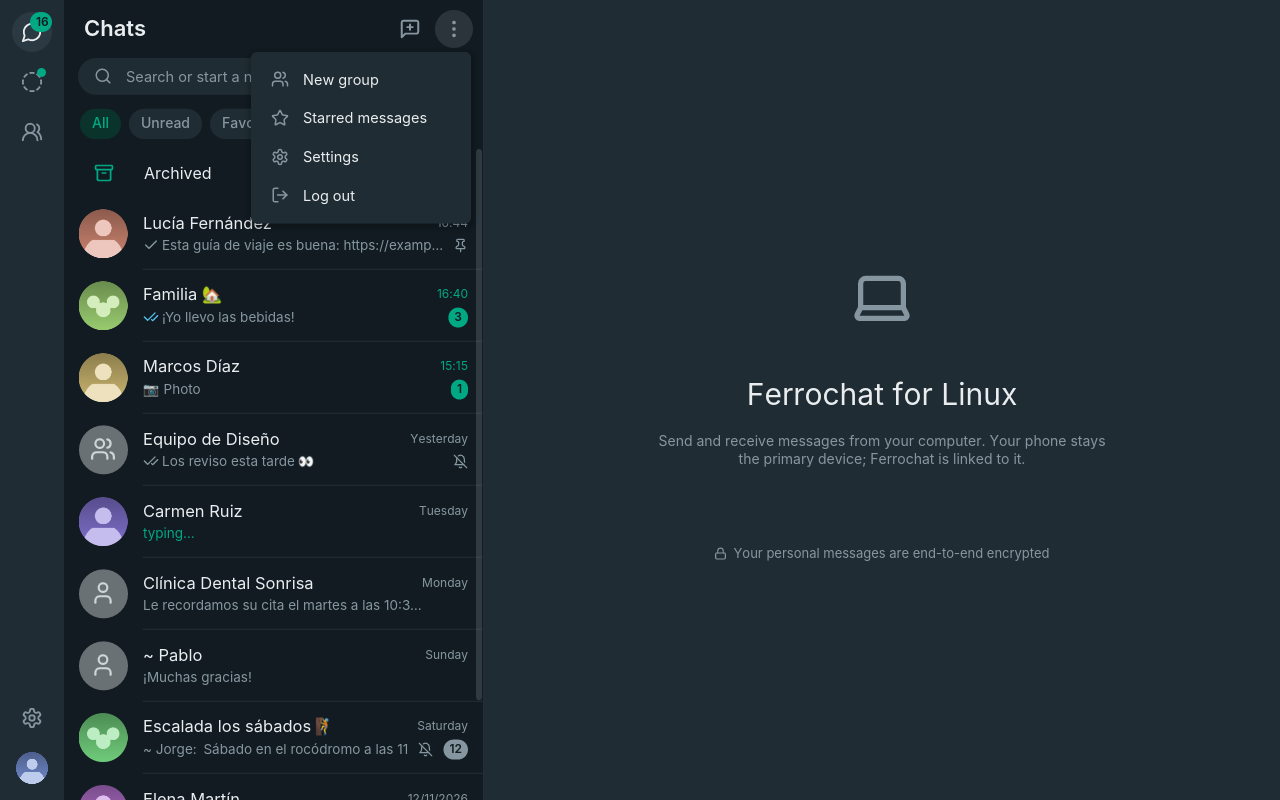 16
Chats
Search or start a n
New group
All
Unread
Favo
Starred messages
Settings
Archived
Log out
Lucía Fernández
Esta guía de viaje es buena: https://examp...
Familia 🏡 16:40
¡Yo llevo las bebidas! 3
Marcos Díaz 15:15
📷 Photo 1
Equipo de Diseño Yesterday
Los reviso esta tarde 👀
Carmen Ruiz Tuesday
typing...
Clínica Dental Sonrisa Monday
Le recordamos su cita el martes a las 10:3...
~ Pablo Sunday
¡Muchas gracias!
Escalada los sábados 🧗 Saturday
~ Jorge: Sábado en el rocódromo a las 11 12
Elena Martín 12/11/2026
Ferrochat for Linux
Send and receive messages from your computer. Your phone stays
the primary device; Ferrochat is linked to it.
Your personal messages are end-to-end encrypted